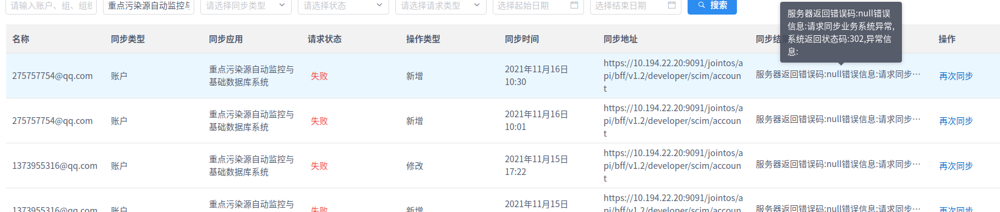 请输入账户、组、组织
重点污染源自动监控与
请选择同步类型
请选择状态
请选择请求类型
选择起始日期
选择结束日期
搜索
服务器返回错误码:null错误
信息:请求同步业务系统异常,
系统返回状态码:302,异常信
息:
名称
同步类型
同步应用
请求状态
操作类型
同步时间
同步地址
同步结
操作
275757754@qq.com
账户
重点污染源自动监控与
基础数据库系统
失败
新增
2021年11月16日
10:30
https://10.194.22.20:9091/jointos/a
pi/bff/v1.2/developer/scim/accoun
t
服务器返回错误码:null错误信息:请求同步…
再次同步
275757754@qq.com
账户
重点污染源自动监控与
基础数据库系统
失败
新增
2021年11月16日
10:01
https://10.194.22.20:9091/jointos/a
pi/bff/v1.2/developer/scim/accoun
t
服务器返回错误码:null错误信息:请求同步…
再次同步
1373955316@qq.com
账户
重点污染源自动监控与
基础数据库系统
失败
修改
2021年11月15日
17:22
https://10.194.22.20:9091/jointos/a
pi/bff/v1.2/developer/scim/accoun
t
服务器返回错误码:null错误信息:请求同步…
再次同步
1373955316@qq.com
账户
重点污染源自动监控与
失败
新增
2021年11月15日
https://10.194.22.20:9091/jointos/a
pi/bff/v1.2/developer/scim/accoun
服务器返回错误码:null错误信息:请求同步…
再次同步